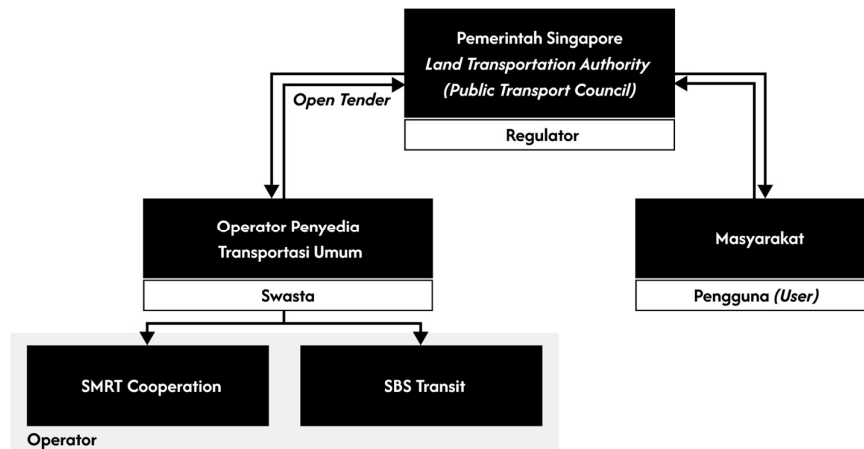 Pemerintah Singapore
Land Transportation Authority
(Public Transport Council)
Regulator
Open Tender
Operator Penyedia
Transportasi Umum
Swasta
Masyarakat
Pengguna (User)
SMRT Cooperation
SBS Transit
Operator